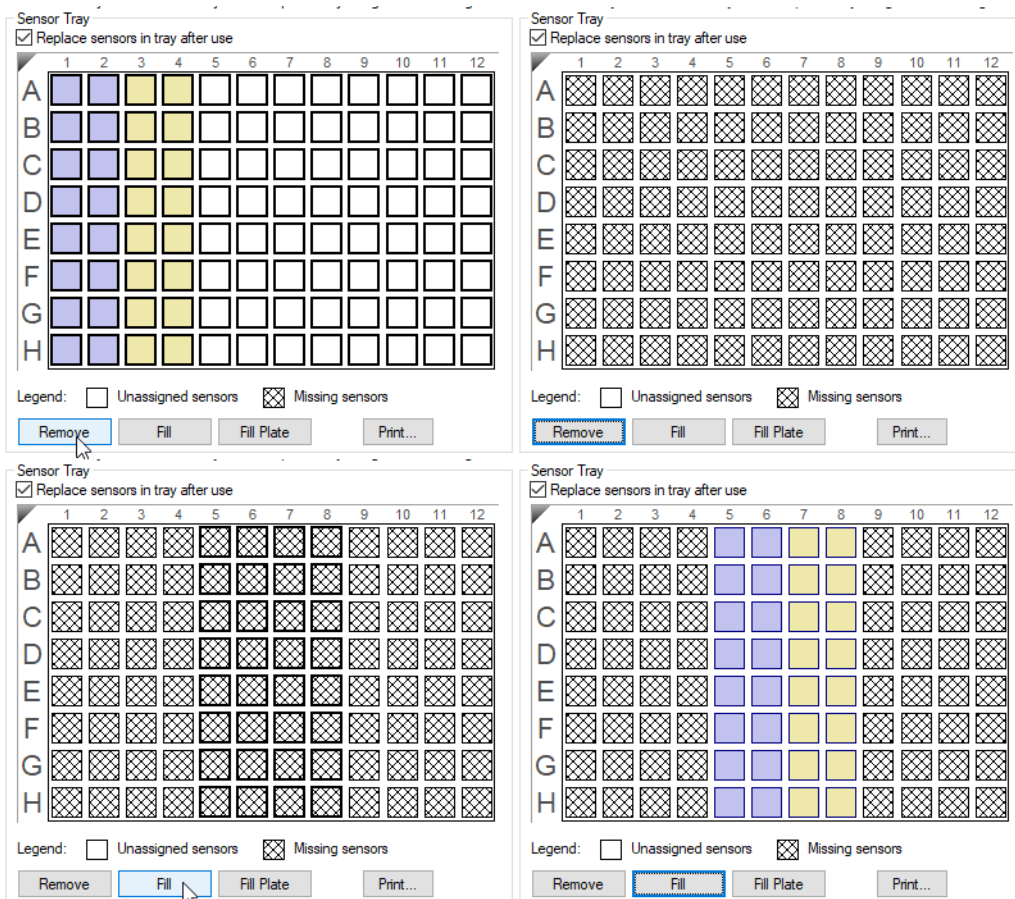 Sensor Tray
Replace sensors in tray after use
1 2 3 4 5 6 7 8 9 10 11 12
A
B
C
D
E
F
G
H
Legend: Unassigned sensors Missing sensors
Remove Fill Fill Plate Print...
Sensor Tray
Replace sensors in tray after use
1 2 3 4 5 6 7 8 9 10 11 12
A
B
C
D
E
F
G
H
Legend: Unassigned sensors Missing sensors
Remove Fill Fill Plate Print...
Sensor Tray
Replace sensors in tray after use
1 2 3 4 5 6 7 8 9 10 11 12
A
B
C
D
E
F
G
H
Legend: Unassigned sensors Missing sensors
Remove Fill Fill Plate Print...
Sensor Tray
Replace sensors in tray after use
1 2 3 4 5 6 7 8 9 10 11 12
A
B
C
D
E
F
G
H
Legend: Unassigned sensors Missing sensors
Remove Fill Fill Plate Print...